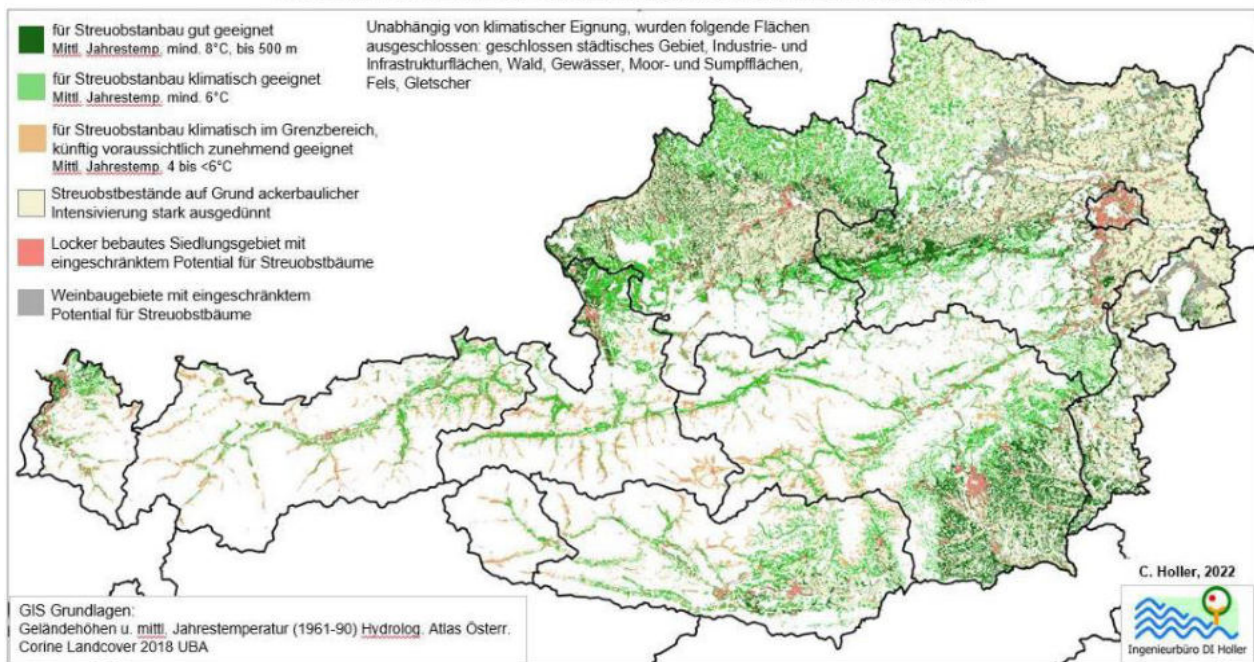 für Streuobstanbau gut geeignet
Mittl. Jahrestemp. mind. 8°C, bis 500 m
für Streuobstanbau klimatisch geeignet
Mittl. Jahrestemp. mind. 6°C
für Streuobstanbau klimatisch im Grenzbereich,
künftig voraussichtlich zunehmend geeignet
Mittl. Jahrestemp. 4 bis <6°C
Streuobstbestände auf Grund ackerbaulicher
Intensivierung stark ausgedünnt
Locker bebautes Siedlungsgebiet mit
eingeschränktem Potential für Streuobstbäume
Weinbaugebiete mit eingeschränktem
Potential für Streuobstbäume
Unabhängig von klimatischer Eignung, wurden folgende Flächen
ausgeschlossen: geschlossen städtisches Gebiet, Industrie- und
Infrastrukturflächen, Wald, Gewässer, Moor- und Sumpfflächen,
Fels, Gletscher
C. Holler, 2022
Ingenieurbüro DI Holler
GIS Grundlagen:
Geländehöhen u. mittl. Jahrestemperatur (1961-90) Hydrolog. Atlas Österr.
Corine Landcover 2018 UBA